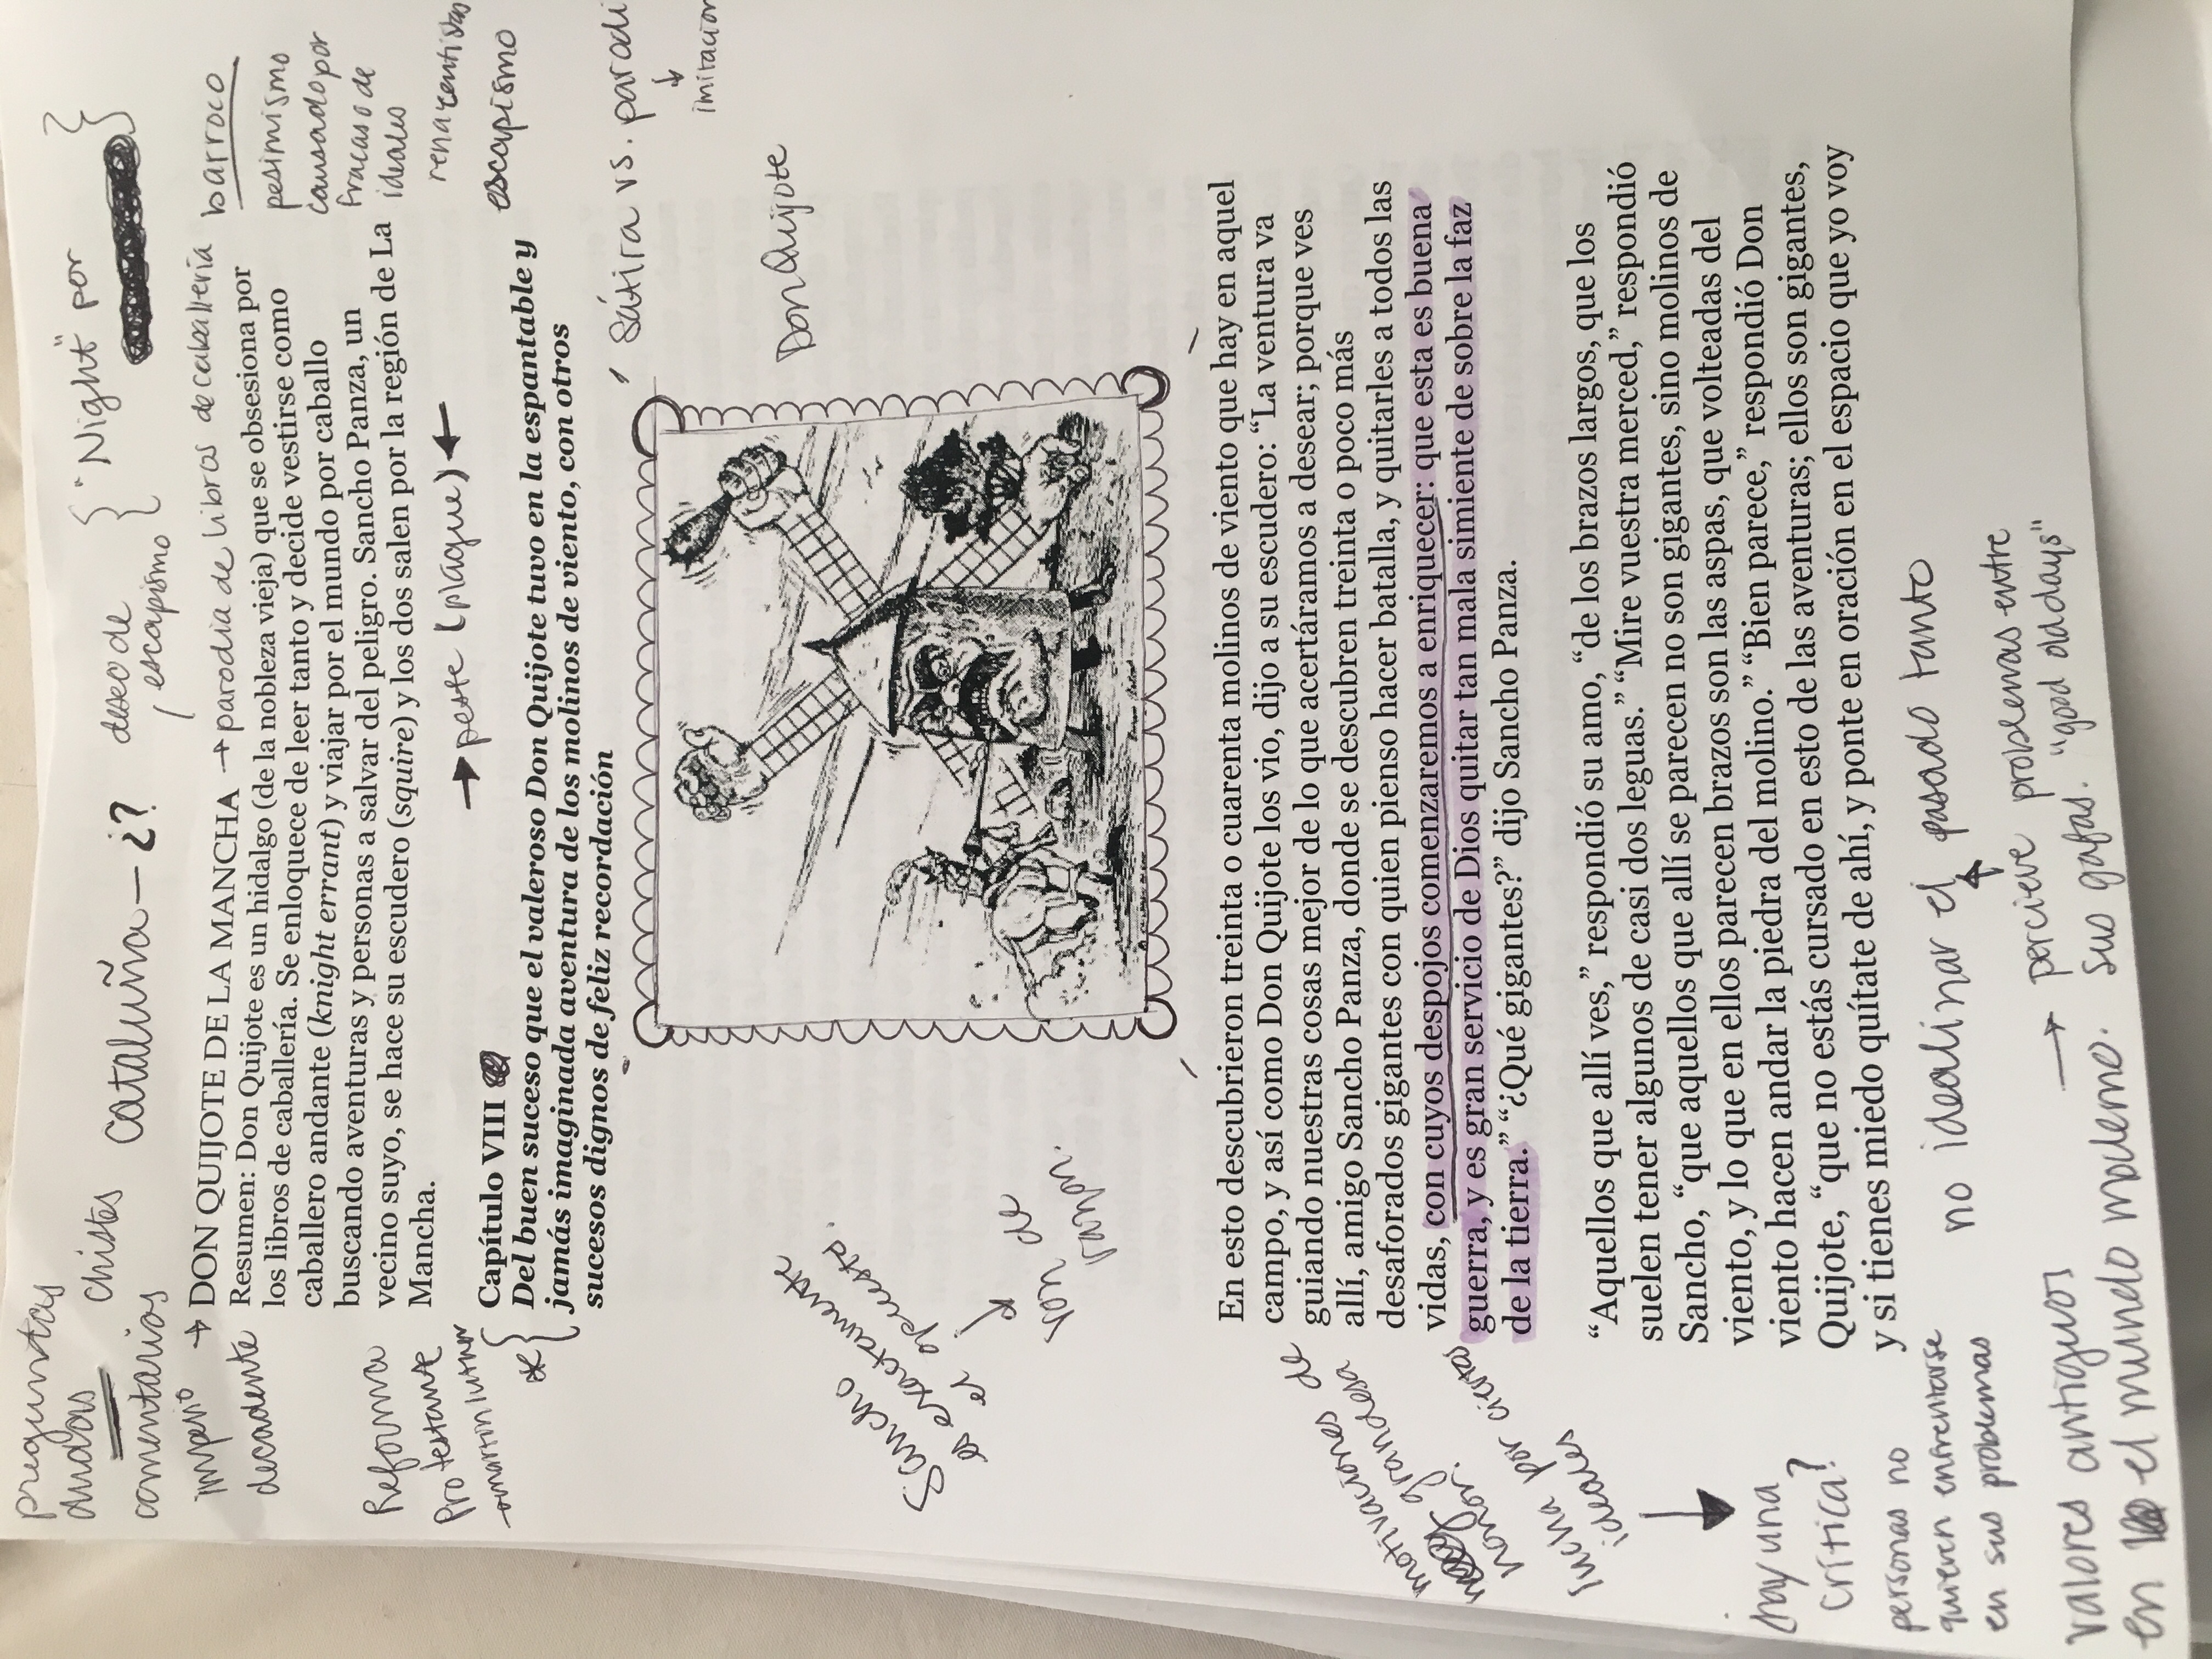 preguntas
dudas
comentarios
chistes
cataluña – ¿?
deseo de
escapismo
"Night" por
imperio
decadente
→ DON QUIJOTE DE LA MANCHA → parodia de libros de caballería
Resumen: Don Quijote es un hidalgo (de la nobleza vieja) que se obsesiona por
los libros de caballería. Se enloquece de leer tanto y decide vestirse como
caballero andante (knight errant) y viajar por el mundo por caballo
buscando aventuras y personas a salvar del peligro. Sancho Panza, un
vecino suyo, se hace su escudero (squire) y los dos salen por la región de La
Mancha.
barroco
pesimismo
causado por
fracaso de
ideales
renacentistas
escapismo
Reforma
Protestante
→martin luther
→ peste (plague) ←
Capítulo VIII
Del buen suceso que el valeroso Don Quijote tuvo en la espantable y
jamás imaginada aventura de los molinos de viento, con otros
sucesos dignos de feliz recordación
Sátira vs. parodi
↓
imitacion
Don Quijote
Sancho
es exactamente
el opuesto.
↓
von de
razon.
En esto descubrieron treinta o cuarenta molinos de viento que hay en aquel
campo, y así como Don Quijote los vio, dijo a su escudero: “La ventura va
guiando nuestras cosas mejor de lo que acertáramos a desear; porque ves
allí, amigo Sancho Panza, donde se descubren treinta o poco más
desaforados gigantes con quien pienso hacer batalla, y quitarles a todos las
vidas, con cuyos despojos comenzaremos a enriquecer: que esta es buena
guerra, y es gran servicio de Dios quitar tan mala simiente de sobre la faz
de la tierra.” “¿Qué gigantes?” dijo Sancho Panza.
motivaciones de
grandesa
honor.
lucha por ciertos
ideales
↓
hay una
crítica?
personas no
quieren enfrentarse
en sus problemas
“Aquellos que allí ves,” respondió su amo, “de los brazos largos, que los
suelen tener algunos de casi dos leguas.” “Mire vuestra merced,” respondió
Sancho, “que aquellos que allí se parecen no son gigantes, sino molinos de
viento, y lo que en ellos parecen brazos son las aspas, que volteadas del
viento hacen andar la piedra del molino.” “Bien parece,” respondió Don
Quijote, “que no estás cursado en esto de las aventuras; ellos son gigantes,
y si tienes miedo quítate de ahí, y ponte en oración en el espacio que yo voy
no idealizar el pasado tanto
↑
→ percieve problemas entre
sus gafas. "good old days"
valores antiguos
en el mundo moderno.